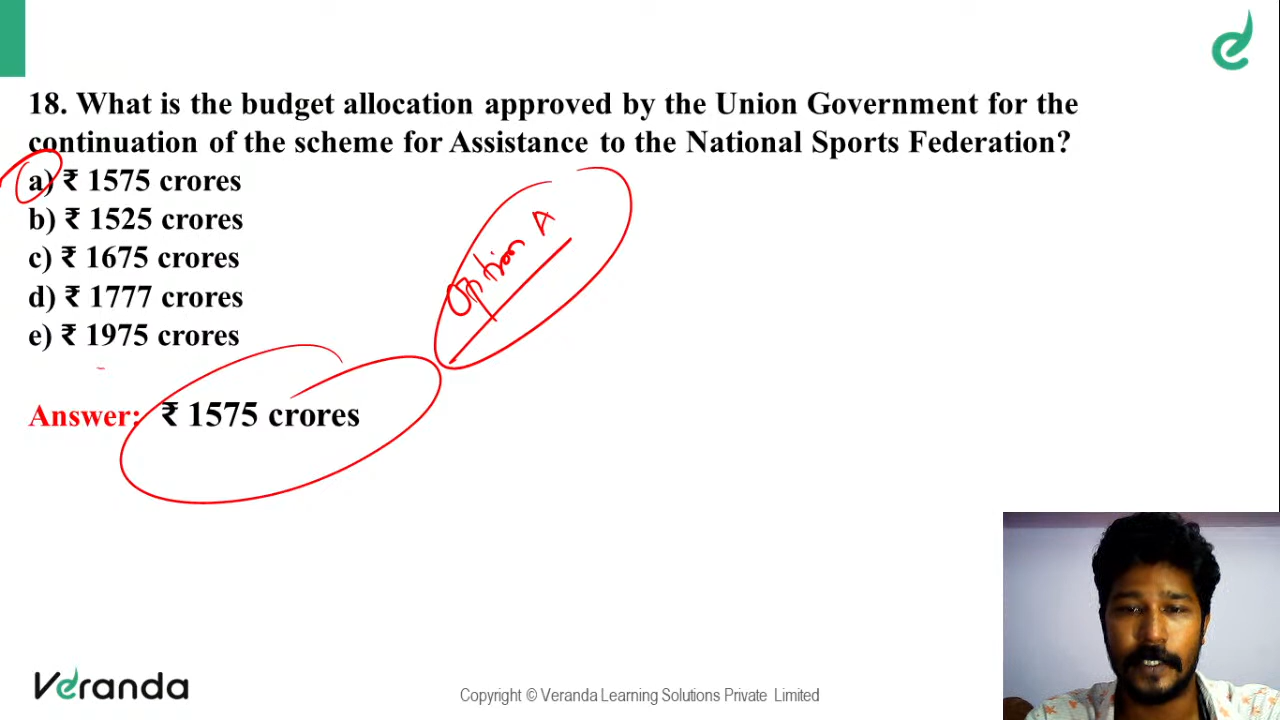 18. What is the budget allocation approved by the Union Government for the
continuation of the scheme for Assistance to the National Sports Federation?
a) ₹ 1575 crores
b) ₹ 1525 crores
c) ₹ 1675 crores
d) ₹ 1777 crores
e) ₹ 1975 crores
Option A
Answer: ₹ 1575 crores
Veranda
Copyright © Veranda Learning Solutions Private Limited